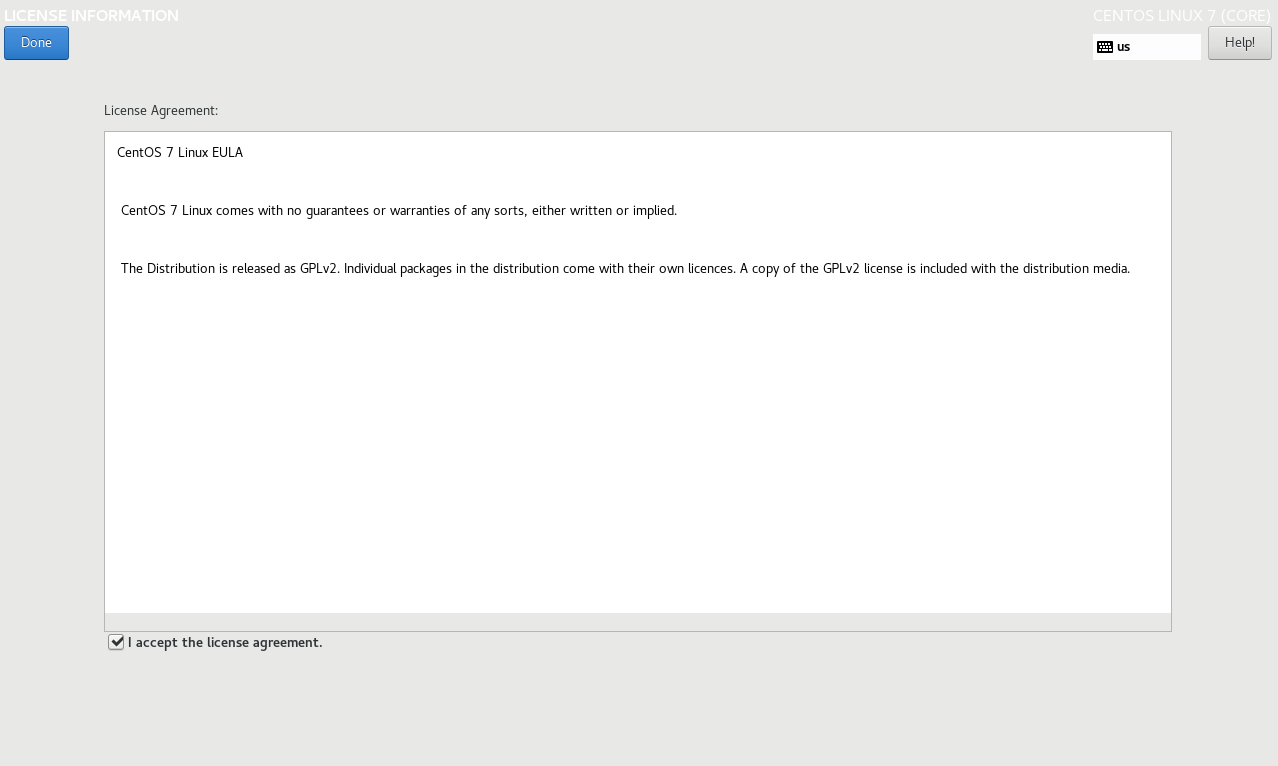 LICENSE INFORMATION
CENTOS LINUX 7 (CORE)
Done
us
Help!
License Agreement:
CentOS 7 Linux EULA
CentOS 7 Linux comes with no guarantees or warranties of any sorts, either written or implied.
The Distribution is released as GPLv2. Individual packages in the distribution come with their own licences. A copy of the GPLv2 license is included with the distribution media.
I accept the license agreement.